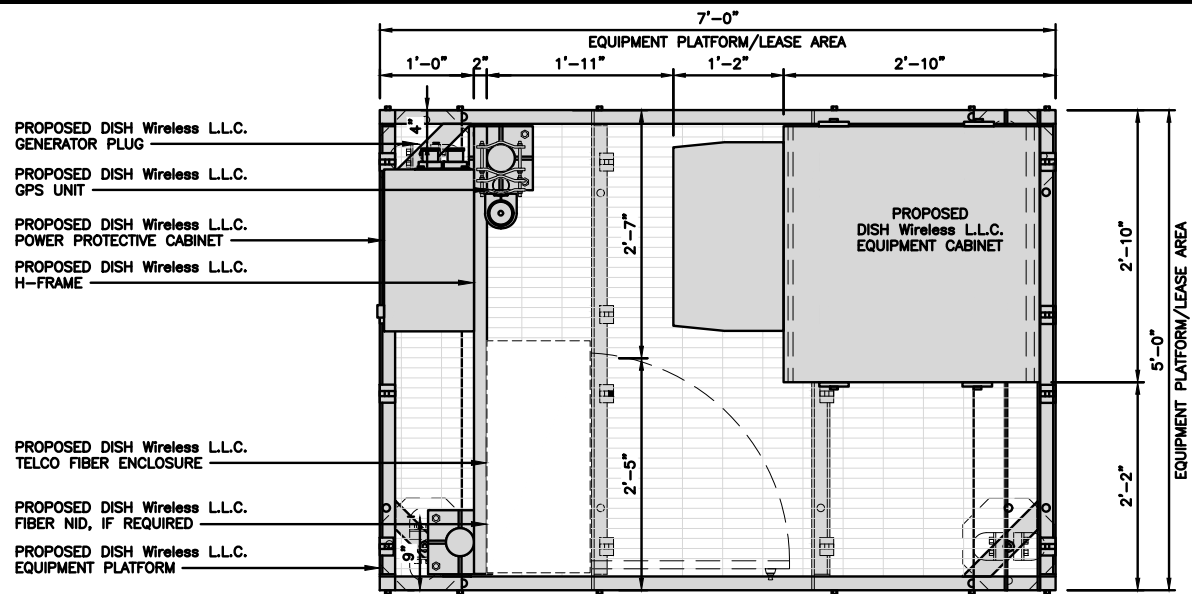 7'-0"
EQUIPMENT PLATFORM/LEASE AREA
1'-0"
2"
1'-11"
1'-2"
2'-10"
PROPOSED DISH Wireless L.L.C.
GENERATOR PLUG
4"
PROPOSED DISH Wireless L.L.C.
GPS UNIT
PROPOSED DISH Wireless L.L.C.
POWER PROTECTIVE CABINET
PROPOSED DISH Wireless L.L.C.
H-FRAME
2'-7"
PROPOSED
DISH Wireless L.L.C.
EQUIPMENT CABINET
2'-10"
5'-0"
EQUIPMENT PLATFORM/LEASE AREA
PROPOSED DISH Wireless L.L.C.
TELCO FIBER ENCLOSURE
2'-5"
2'-2"
PROPOSED DISH Wireless L.L.C.
FIBER NID, IF REQUIRED
9"
PROPOSED DISH Wireless L.L.C.
EQUIPMENT PLATFORM